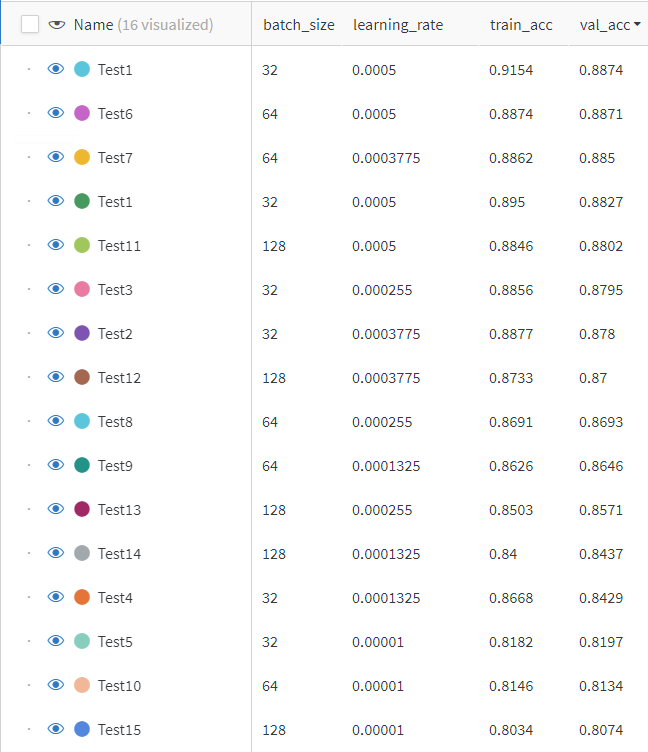 Name (16 visualized) batch_size learning_rate train_acc val_acc
Test1 32 0.0005 0.9154 0.8874
Test6 64 0.0005 0.8874 0.8871
Test7 64 0.0003775 0.8862 0.885
Test1 32 0.0005 0.895 0.8827
Test11 128 0.0005 0.8846 0.8802
Test3 32 0.000255 0.8856 0.8795
Test2 32 0.0003775 0.8877 0.878
Test12 128 0.0003775 0.8733 0.87
Test8 64 0.000255 0.8691 0.8693
Test9 64 0.0001325 0.8626 0.8646
Test13 128 0.000255 0.8503 0.8571
Test14 128 0.0001325 0.84 0.8437
Test4 32 0.0001325 0.8668 0.8429
Test5 32 0.00001 0.8182 0.8197
Test10 64 0.00001 0.8146 0.8134
Test15 128 0.00001 0.8034 0.8074